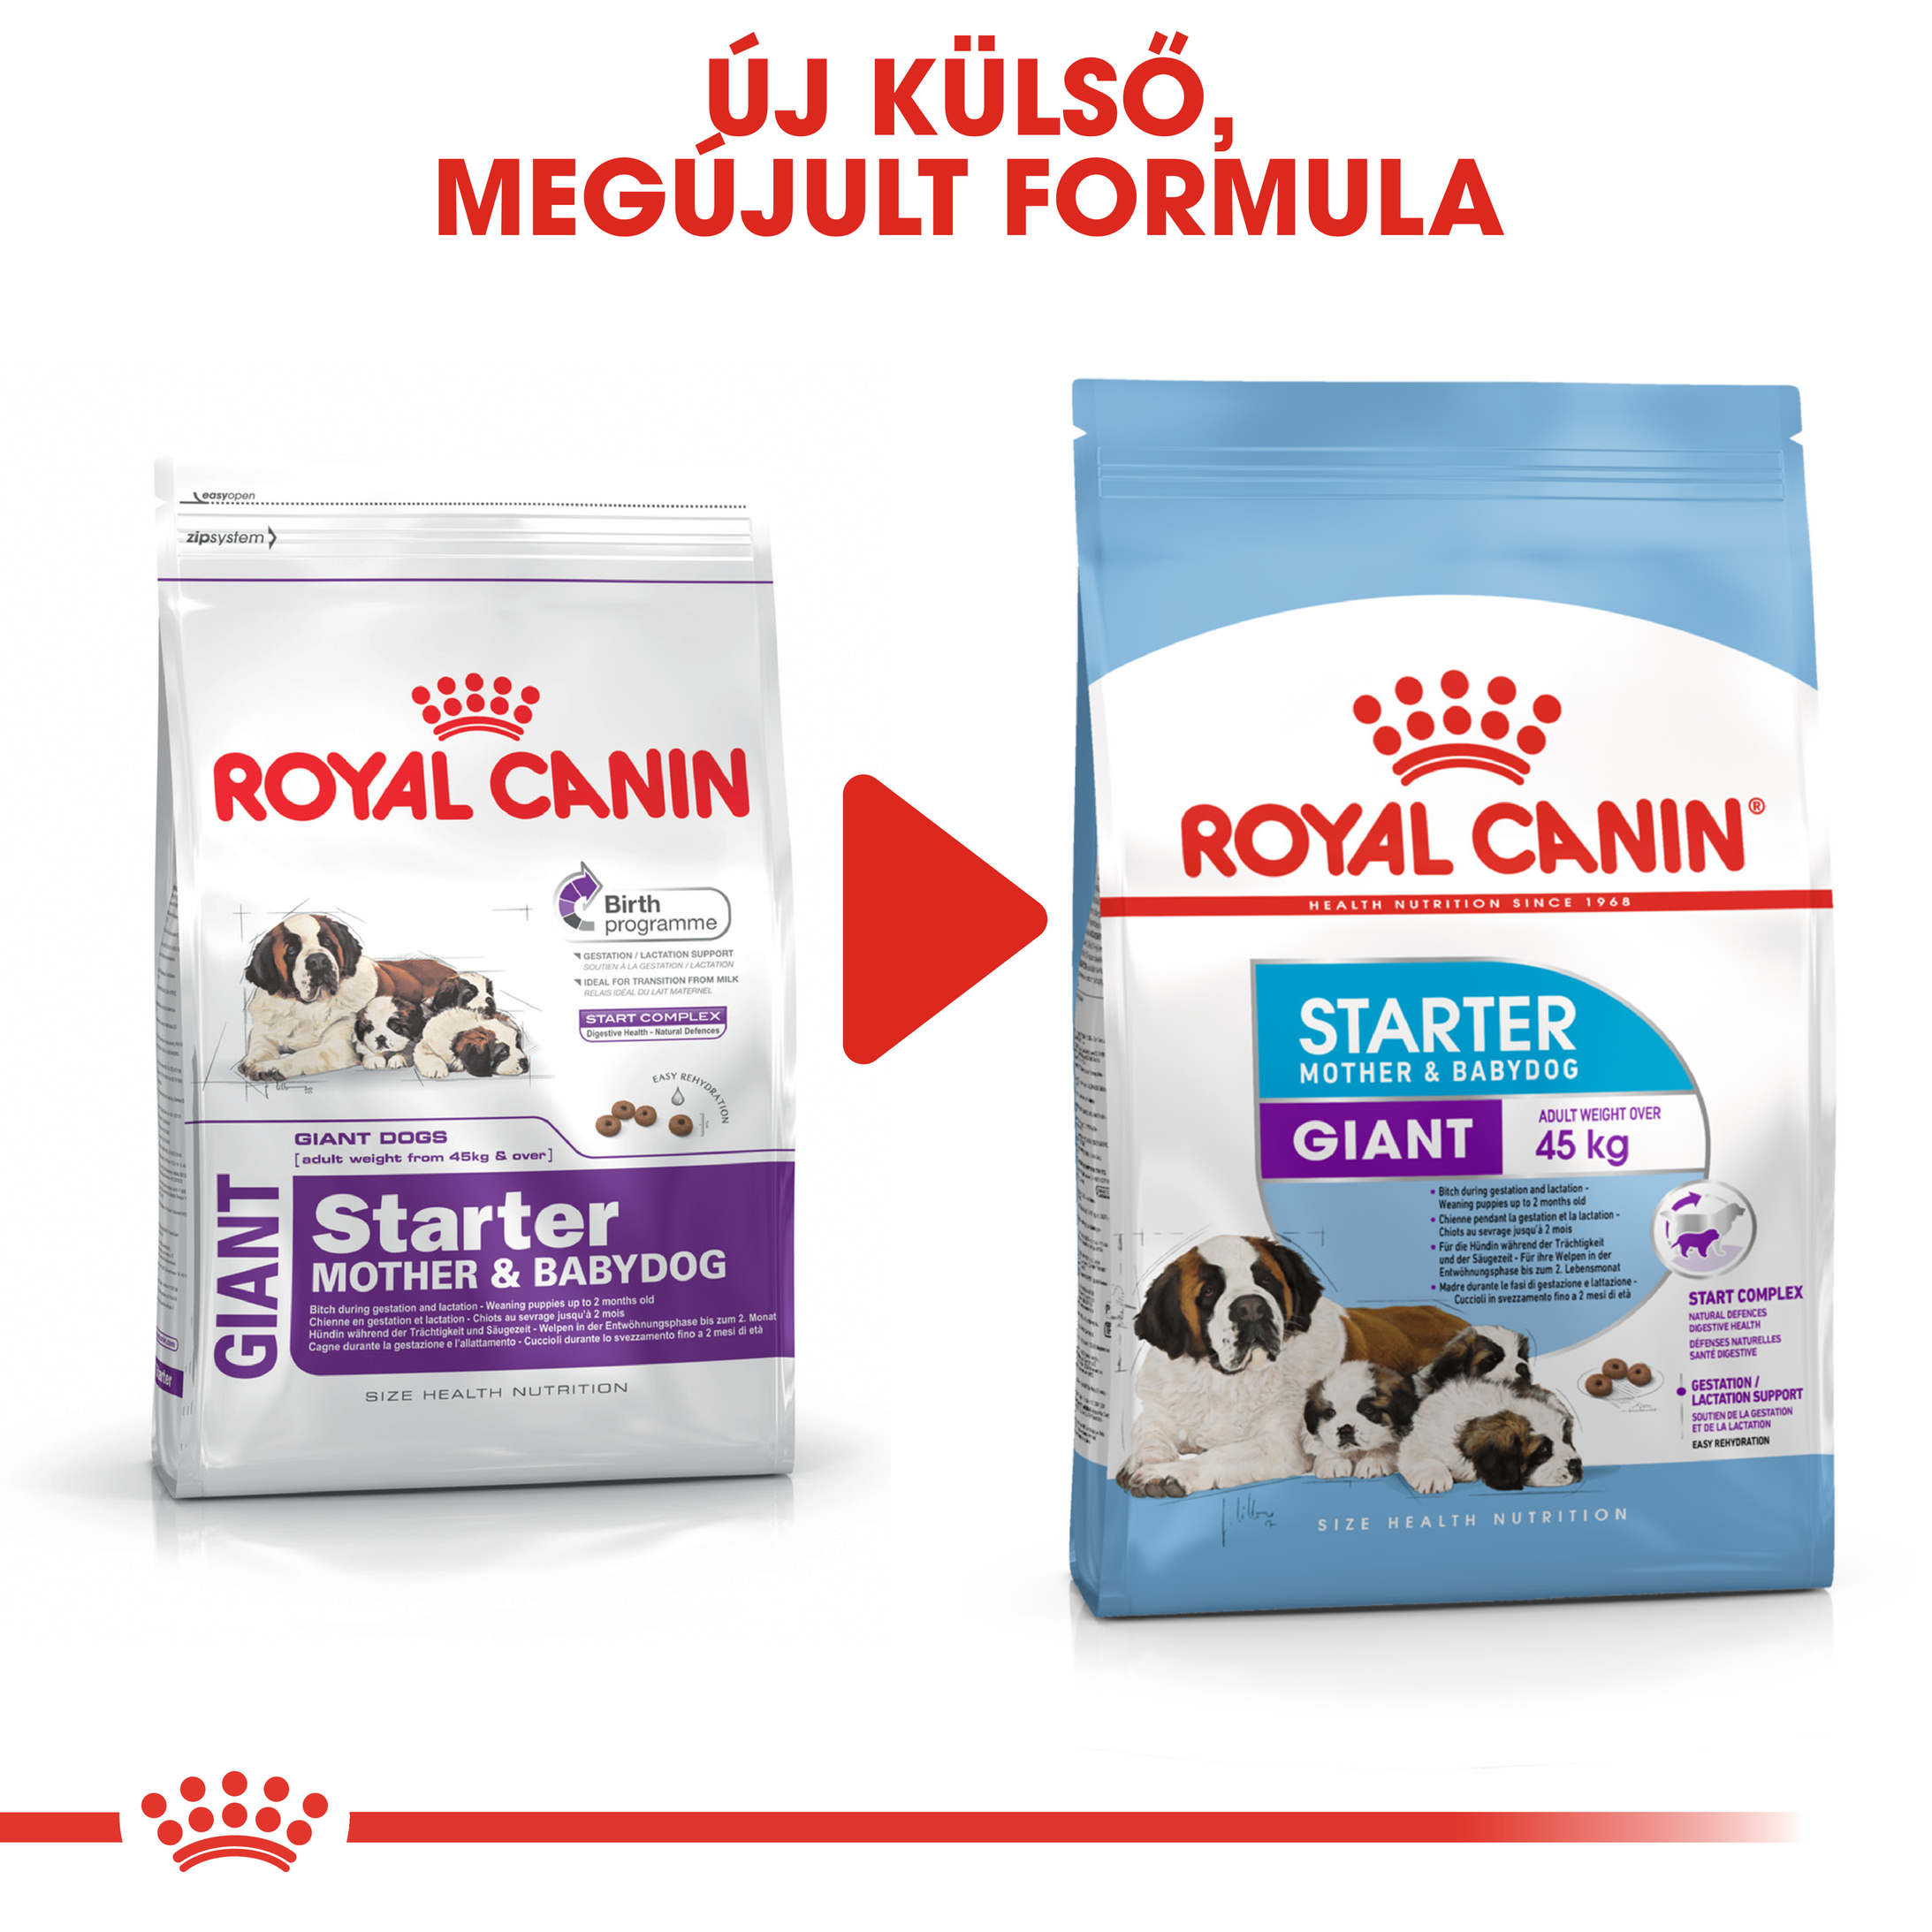 ÚJ KÜLSŐ,
MEGÚJULT FORMULA
easyopen
zipsystem
ROYAL CANIN
Birth
programme
GESTATION / LACTATION SUPPORT
SOUTIEN À LA GESTATION / LACTATION
IDEAL FOR TRANSITION FROM MILK
RELAIS IDÉAL DU LAIT MATERNEL
START COMPLEX
Digestive Health - Natural Defences
EASY REHYDRATION
GIANT DOGS
[adult weight from 45kg & over]
GIANT
Starter
MOTHER & BABYDOG
Bitch during gestation and lactation - Weaning puppies up to 2 months old
Chienne en gestation et lactation - Chiots au sevrage jusqu'à 2 mois
Hündin während der Trächtigkeit und Säugezeit - Welpen in der Entwöhnungsphase bis zum 2. Monat
Cagne durante la gestazione e l'allattamento - Cuccioli durante lo svezzamento fino a 2 mesi di età
SIZE HEALTH NUTRITION
ROYAL CANIN®
HEALTH NUTRITION SINCE 1968
STARTER
MOTHER & BABYDOG
GIANT
ADULT WEIGHT OVER
45 kg
• Bitch during gestation and lactation -
Weaning puppies up to 2 months old
• Chienne pendant la gestation et la lactation -
Chiots au sevrage jusqu'à 2 mois
• Für die Hündin während der Trächtigkeit
und der Säugezeit - Für ihre Welpen in der
Entwöhnungsphase bis zum 2. Lebensmonat
• Madre durante le fasi di gestazione e lattazione -
Cuccioli in svezzamento fino a 2 mesi di età
START COMPLEX
NATURAL DEFENCES
DIGESTIVE HEALTH
DÉFENSES NATURELLES
SANTÉ DIGESTIVE
GESTATION /
LACTATION SUPPORT
SOUTIEN DE LA GESTATION
ET DE LA LACTATION
EASY REHYDRATION
SIZE HEALTH NUTRITION